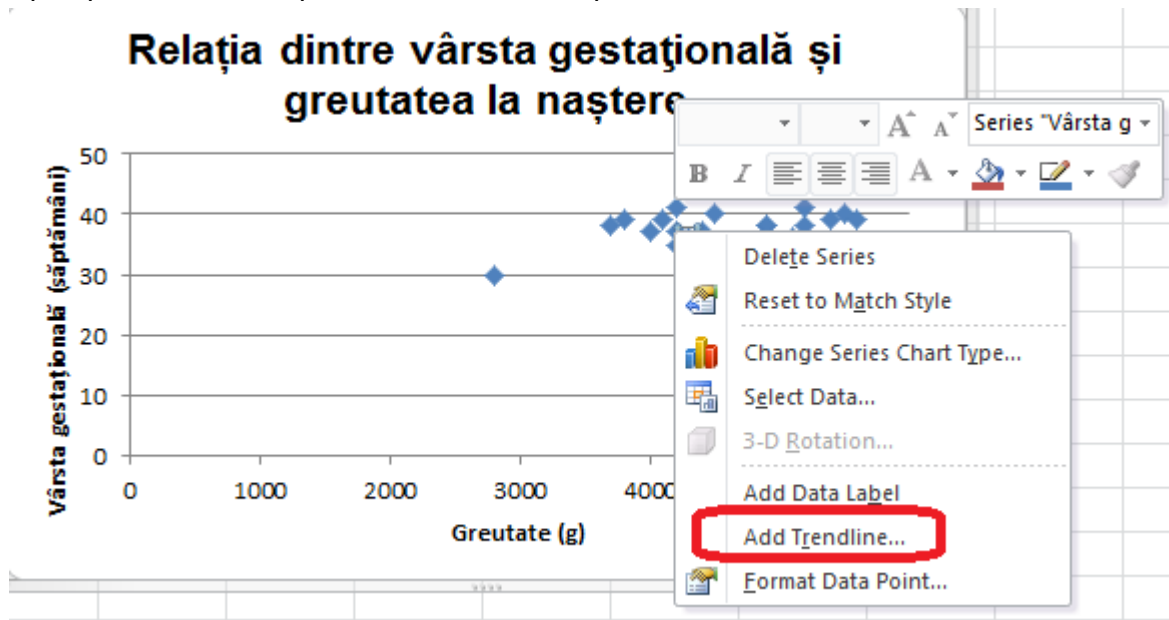 Relația dintre vârsta gestaţională și
greutatea la naștere
A A Series "Vârsta g
B I A
50
40
30
20
10
0
Vârsta gestațională (săptămâni)
0 1000 2000 3000 4000
Greutate (g)
Delete Series
Reset to Match Style
Change Series Chart Type...
Select Data...
3-D Rotation...
Add Data Label
Add Trendline...
Format Data Point...